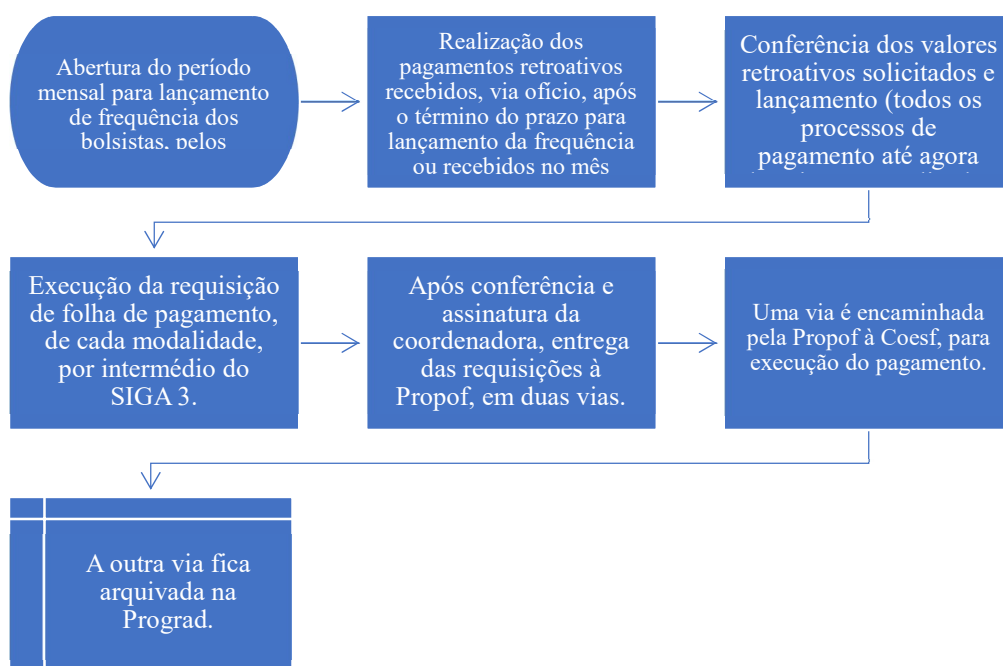 Abertura do período
mensal para lançamento
de frequência dos
bolsistas, pelos
Realização dos
pagamentos retroativos
recebidos, via ofício, após
o término do prazo para
lançamento da frequência
ou recebidos no mês
Conferência dos valores
retroativos solicitados e
lançamento (todos os
processos de
pagamento até agora
Execução da requisição
de folha de pagamento,
de cada modalidade,
por intermédio do
SIGA 3.
Após conferência e
assinatura da
coordenadora, entrega
das requisições à
Propof, em duas vias.
Uma via é encaminhada
pela Propof à Coesf, para
execução do pagamento.
A outra via fica
arquivada na
Prograd.